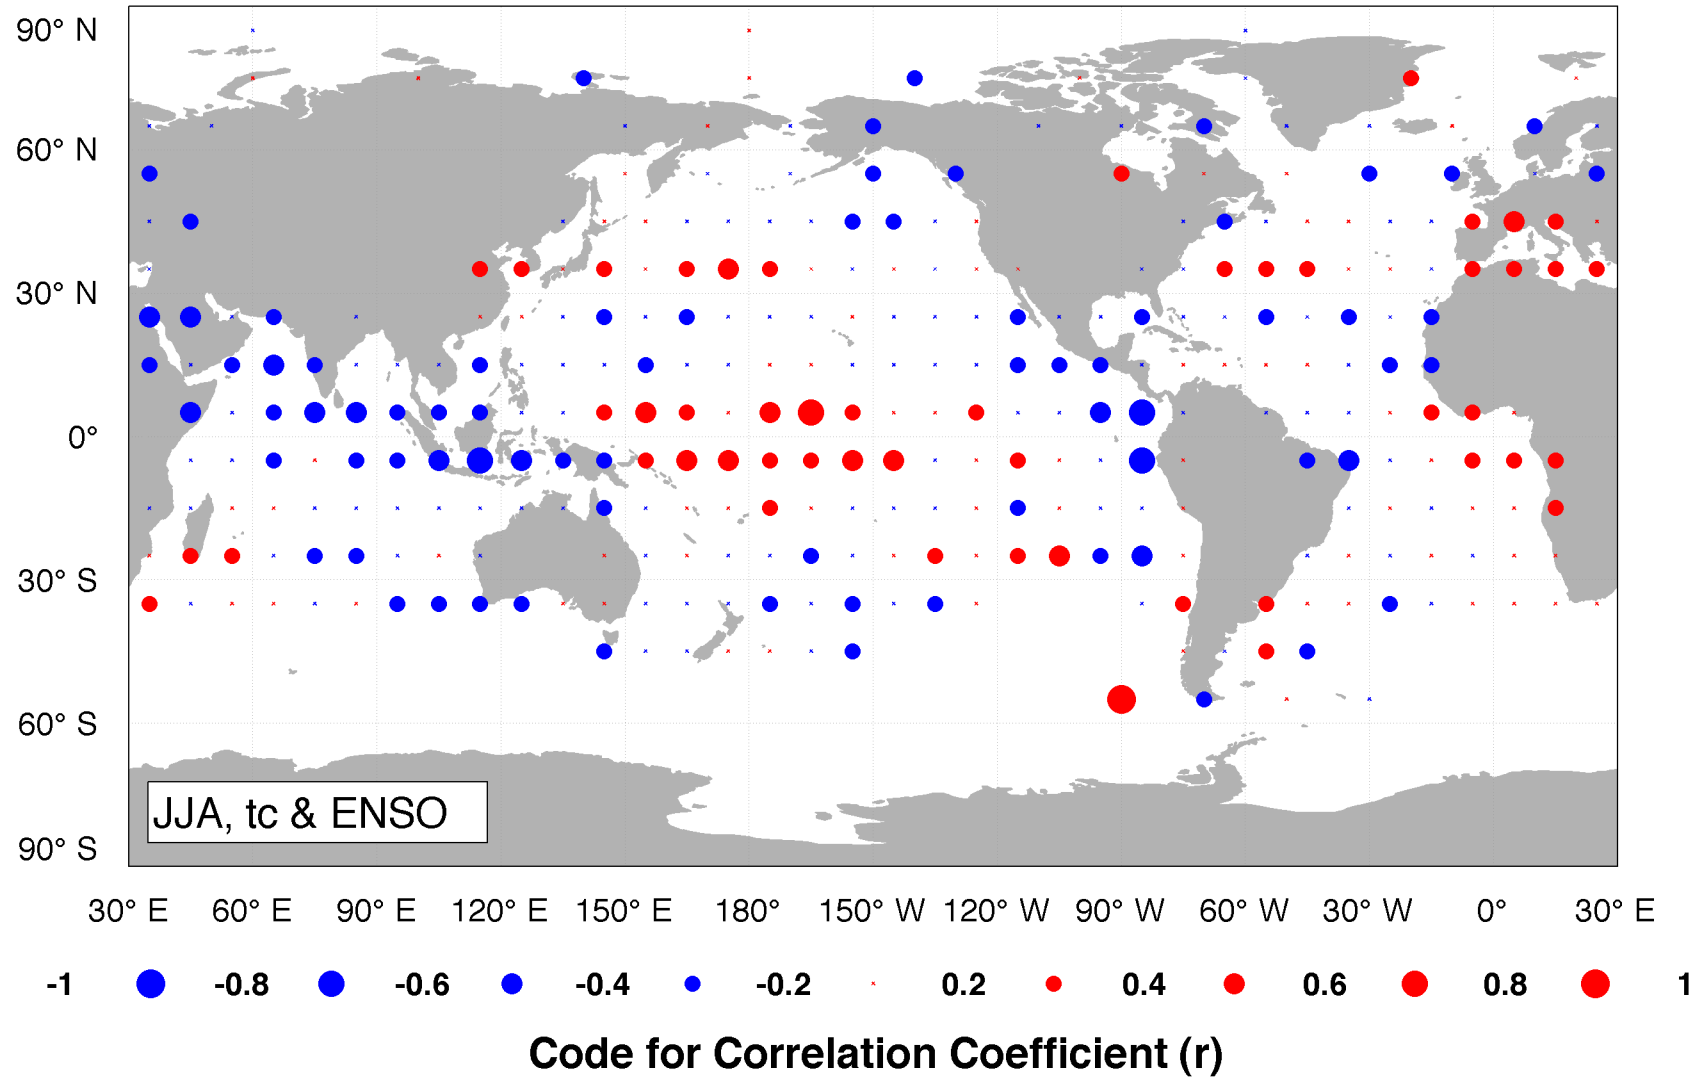 90° N
60° N
30° N
0°
30° S
60° S
90° S
JJA, tc & ENSO
30° E 60° E 90° E 120° E 150° E 180° 150° W 120° W 90° W 60° W 30° W 0° 30° E
-1 -0.8 -0.6 -0.4 -0.2 0.2 0.4 0.6 0.8 1
Code for Correlation Coefficient (r)